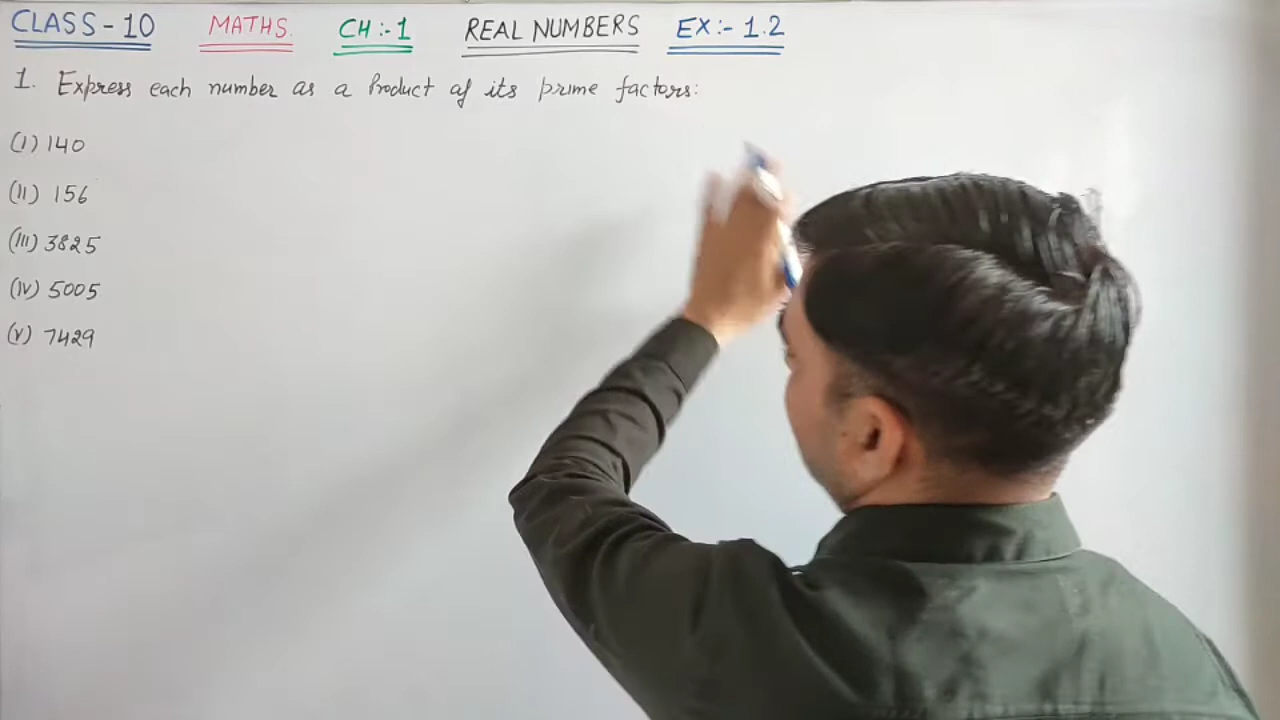 CLASS - 10 MATHS. CH :- 1 REAL NUMBERS EX :- 1.2
1. Express each number as a Product of its prime factors:
(I) 140
(II) 156
(III) 3825
(IV) 5005
(V) 7429